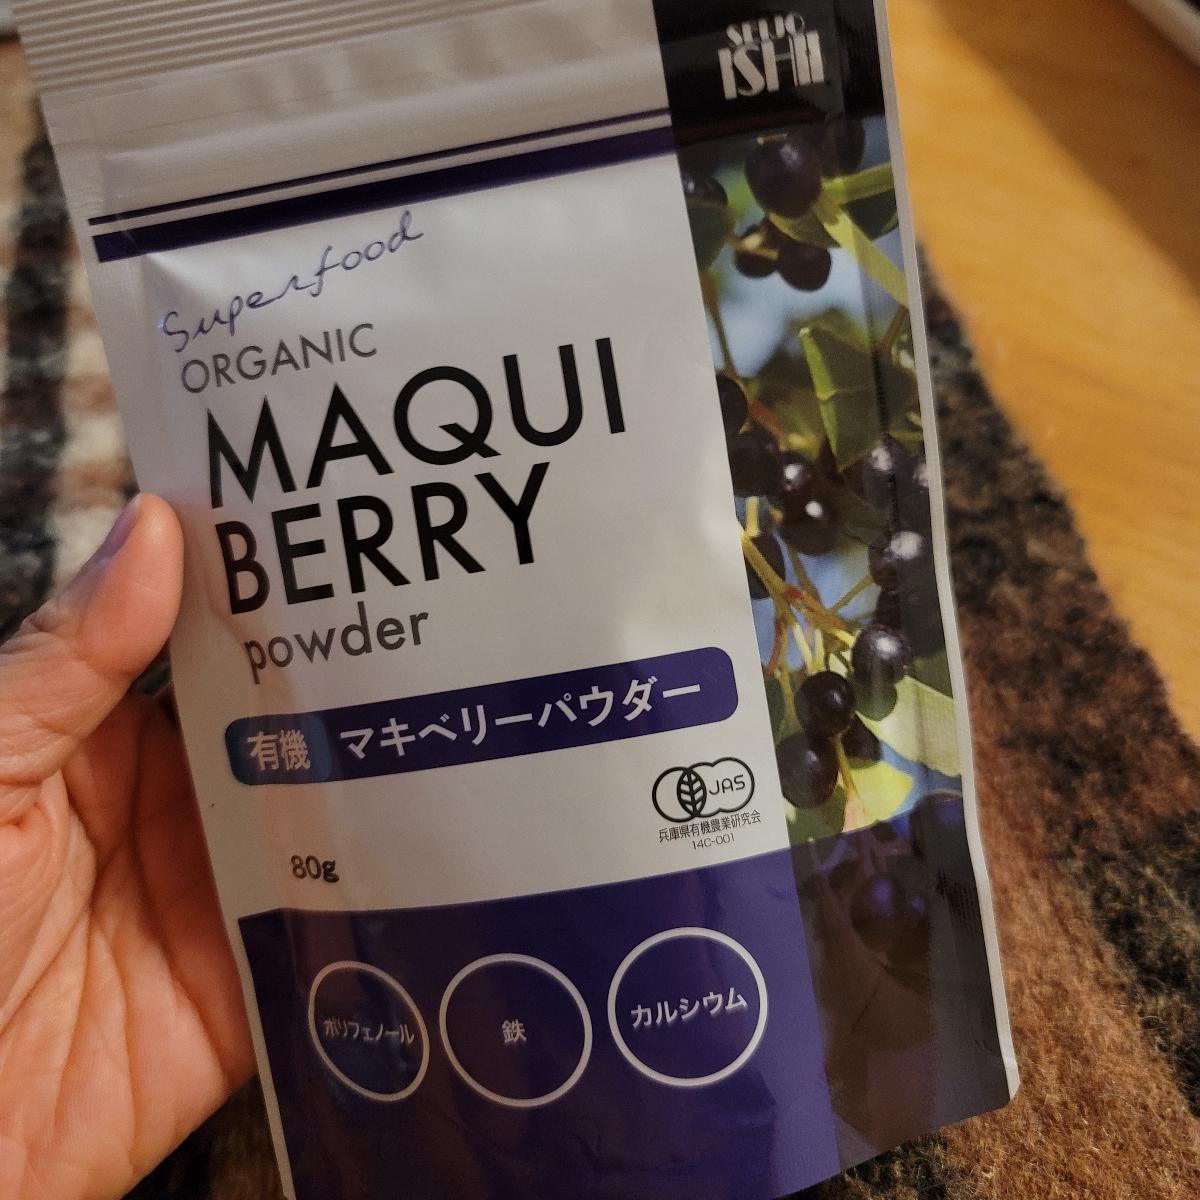 SEIJO
ISHII
Superfood
ORGANIC
MAQUI
BERRY
powder
有機 マキベリーパウダー
JAS
兵庫県有機農業研究会
14C-001
80g
ポリフェノール
鉄
カルシウム